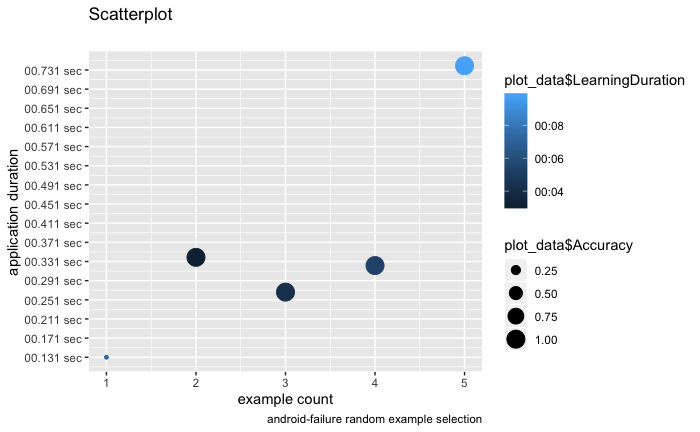 Scatterplot
application duration
00.731 sec
00.691 sec
00.651 sec
00.611 sec
00.571 sec
00.531 sec
00.491 sec
00.451 sec
00.411 sec
00.371 sec
00.331 sec
00.291 sec
00.251 sec
00.211 sec
00.171 sec
00.131 sec
1 2 3 4 5
example count
android-failure random example selection
plot_data$LearningDuration
00:08
00:06
00:04
plot_data$Accuracy
0.25
0.50
0.75
1.00